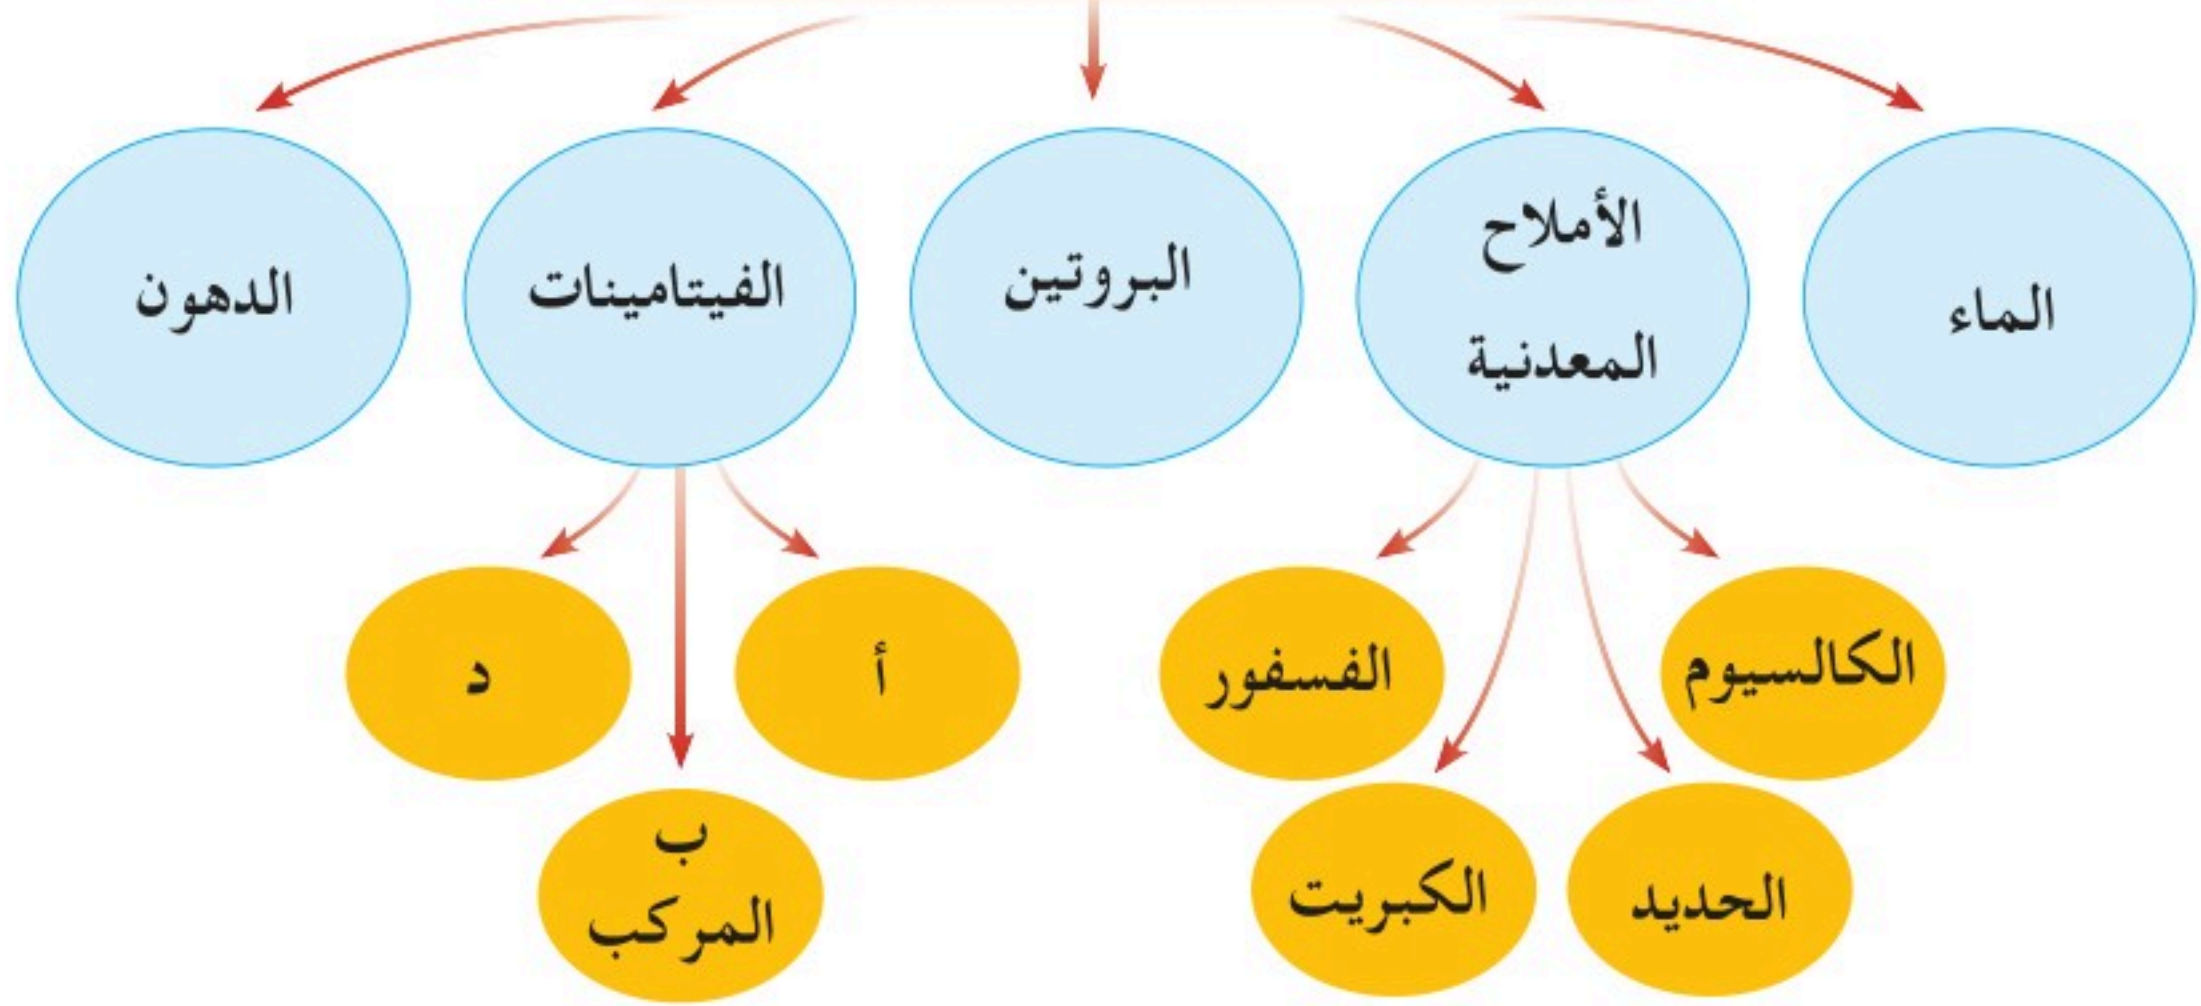 الماء
الأملاح
المعدنية
البروتين
الفيتامينات
الدهون
الكالسيوم
الحديد
الكبريت
الفسفور
أ
ب
المركب
د